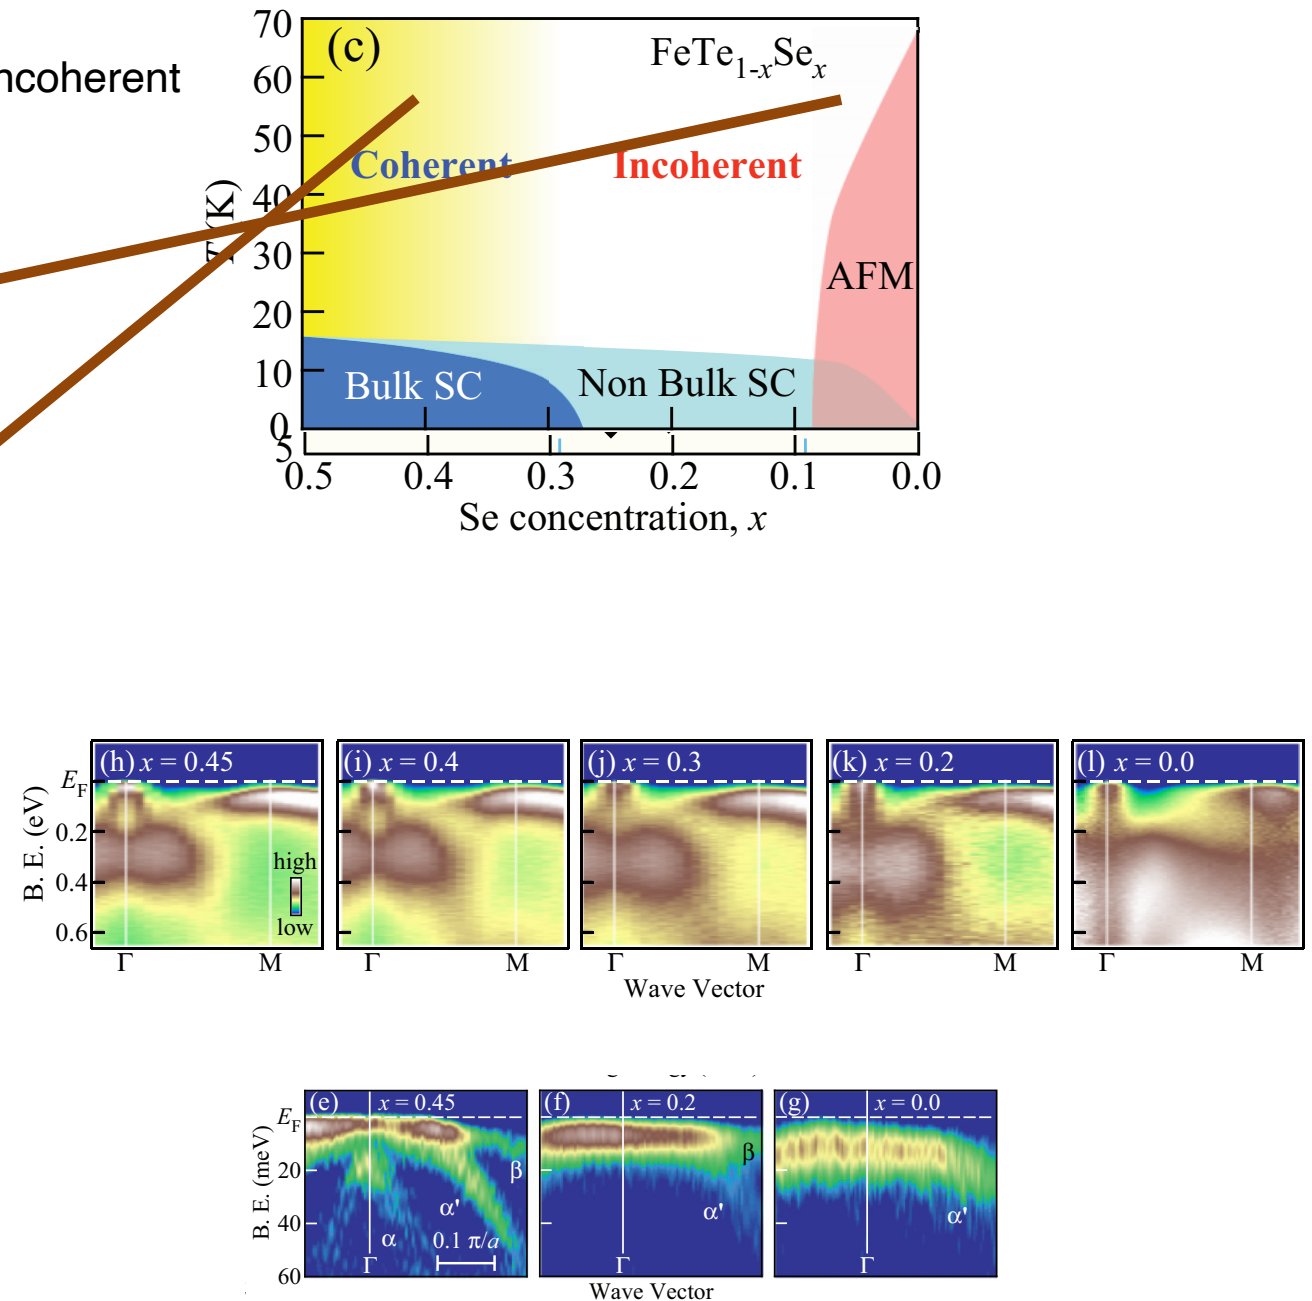 ncoherent
(c)
FeTe1-xSex
Coherent
Incoherent
AFM
Bulk SC
Non Bulk SC
T (K)
70
60
50
40
30
20
10
0
5
0.5 0.4 0.3 0.2 0.1 0.0
Se concentration, x
(h) x = 0.45 (i) x = 0.4 (j) x = 0.3 (k) x = 0.2 (l) x = 0.0
EF
0.2
0.4
0.6
B. E. (eV)
high
low
Γ M Γ M Γ M Γ M Γ M
Wave Vector
(e) x = 0.45 (f) x = 0.2 (g) x = 0.0
EF
20
40
60
B. E. (meV)
β
α'
α
0.1 π/a
Γ
β
α'
Γ
α'
Γ
Wave Vector